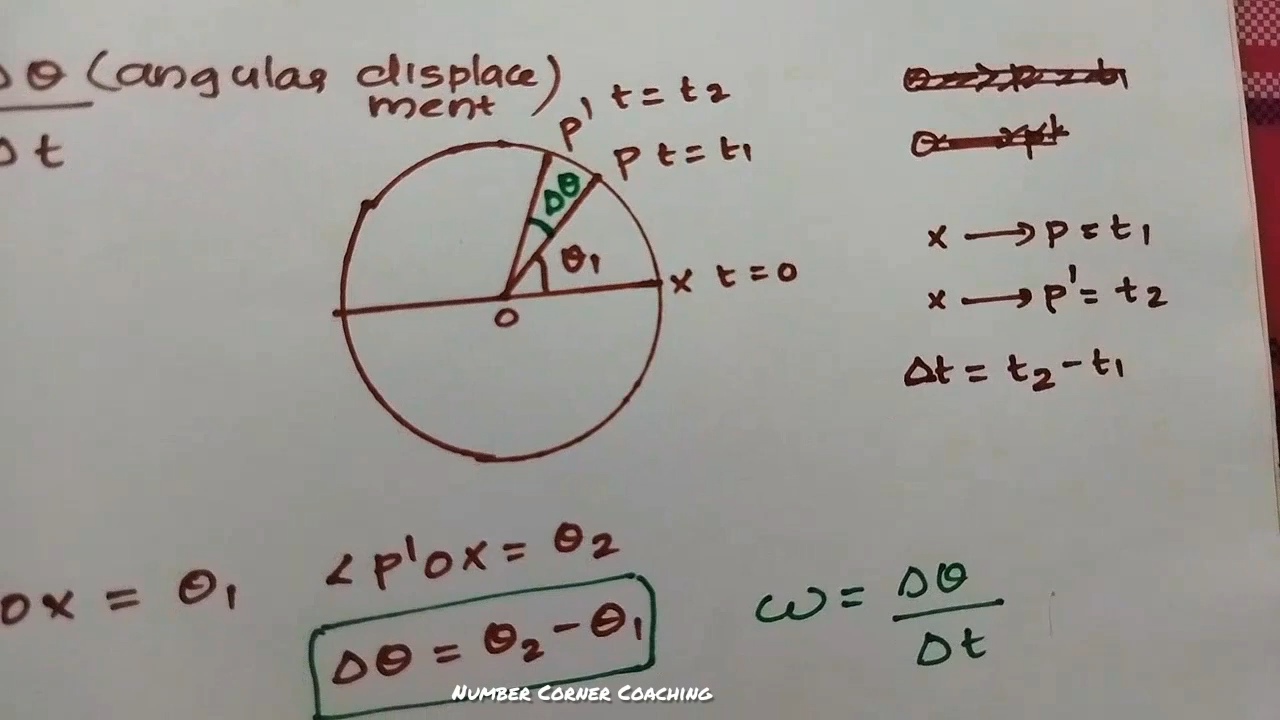 Δθ (angular displace
ment)
Δt
P' t = t2
P t = t1
Δθ
θ1
x t = 0
O
x → P = t1
x → P' = t2
Δt = t2 - t1
OX = θ1 ∠P'OX = θ2
Δθ = θ2 - θ1
ω = Δθ
Δt
Number Corner Coaching